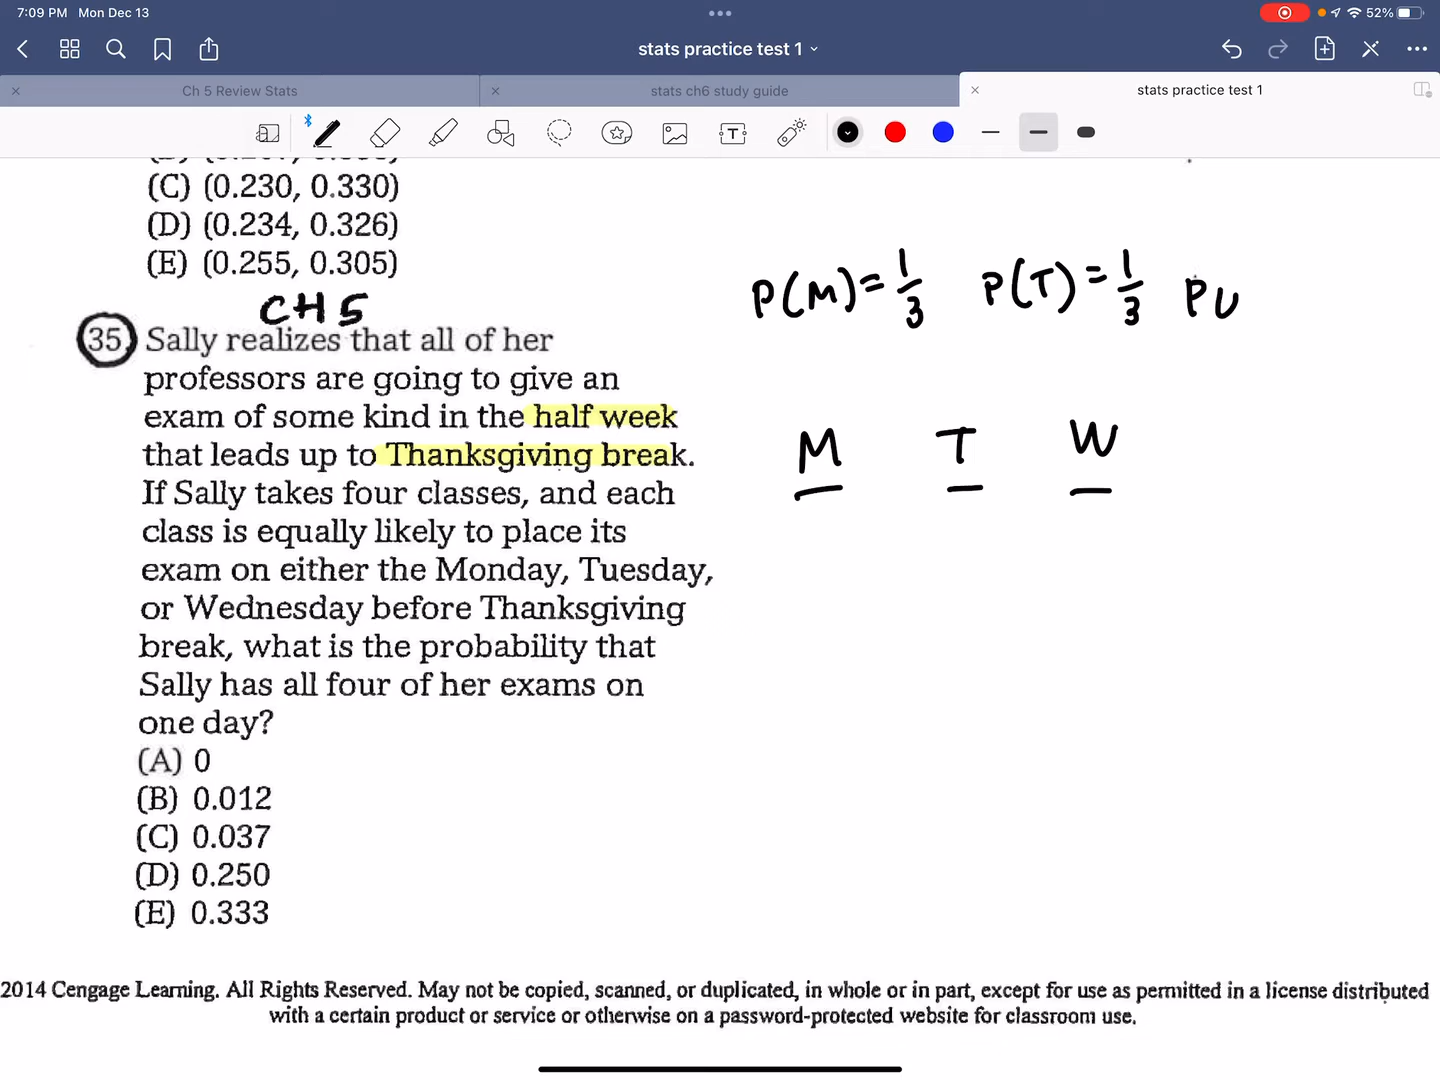 7:09 PM Mon Dec 13
52%
stats practice test 1
Ch 5 Review Stats
stats ch6 study guide
stats practice test 1
(C) (0.230, 0.330)
(D) (0.234, 0.326)
(E) (0.255, 0.305)
CH 5
P(M) = 1/3 P(T) = 1/3 P
35. Sally realizes that all of her
professors are going to give an
exam of some kind in the half week
that leads up to Thanksgiving break.
If Sally takes four classes, and each
class is equally likely to place its
exam on either the Monday, Tuesday,
or Wednesday before Thanksgiving
break, what is the probability that
Sally has all four of her exams on
one day?
M T W
(A) 0
(B) 0.012
(C) 0.037
(D) 0.250
(E) 0.333
2014 Cengage Learning. All Rights Reserved. May not be copied, scanned, or duplicated, in whole or in part, except for use as permitted in a license distributed
with a certain product or service or otherwise on a password-protected website for classroom use.